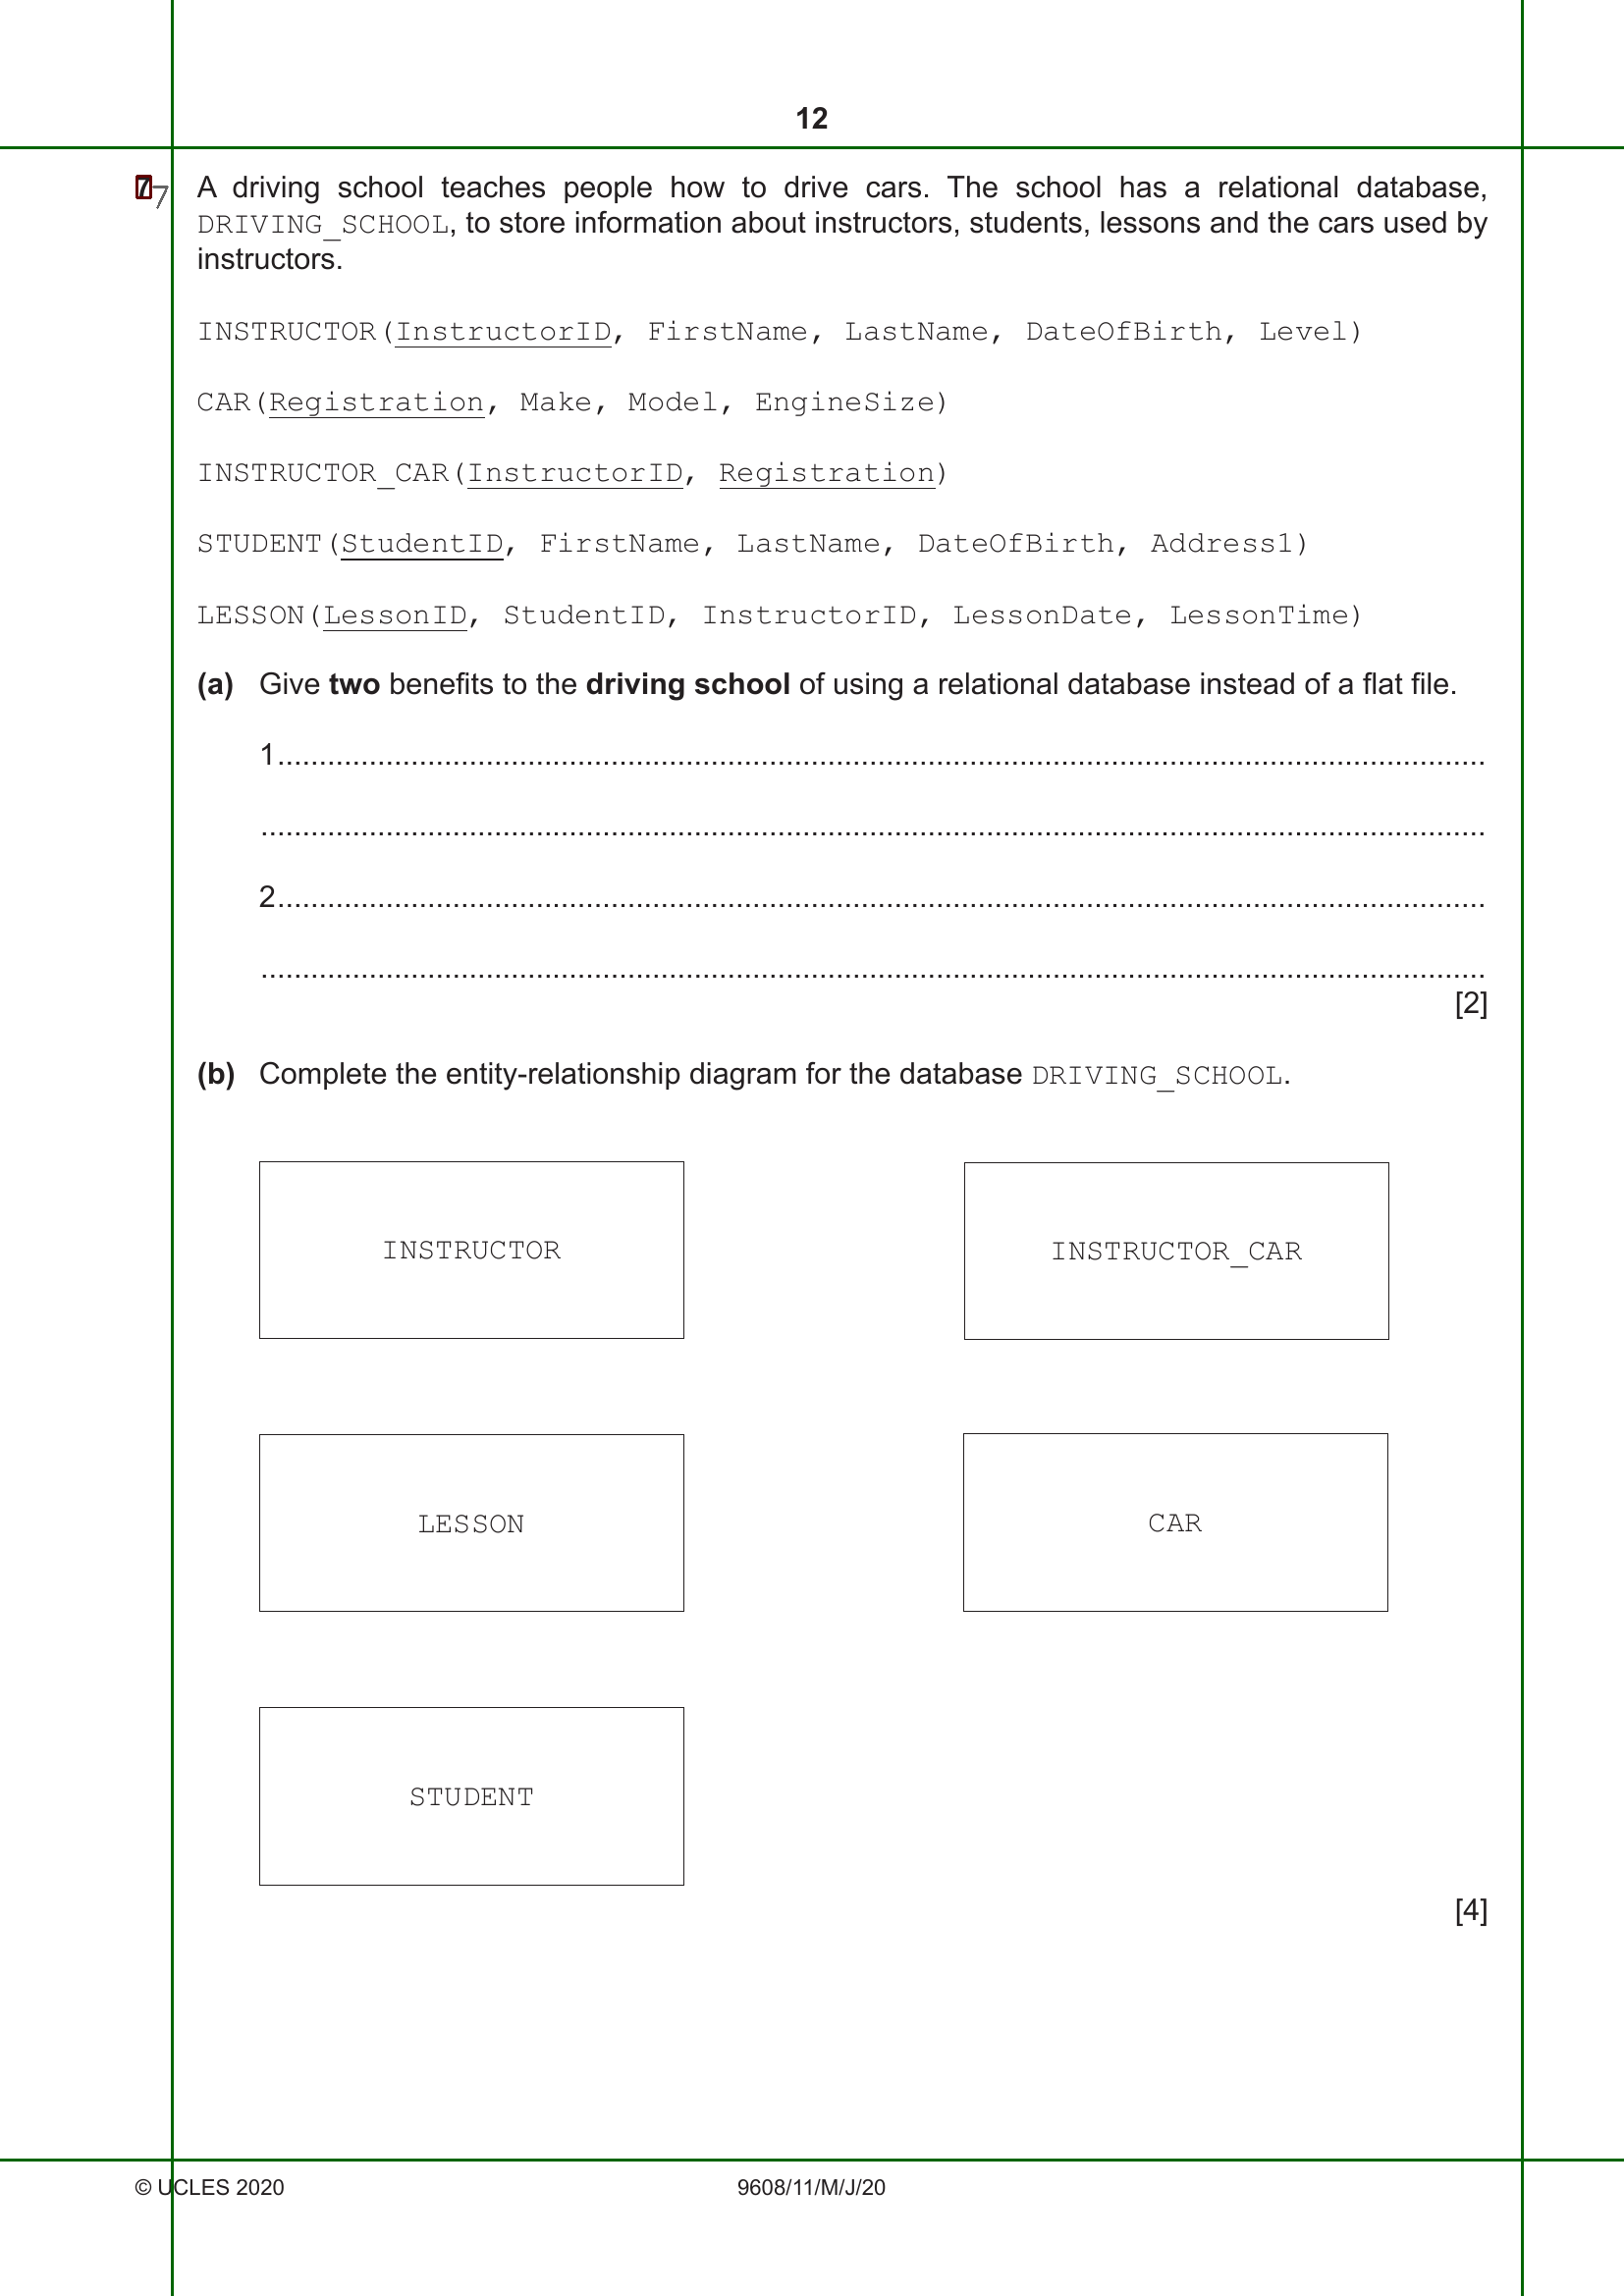 12
7 7 A driving school teaches people how to drive cars. The school has a relational database,
DRIVING_SCHOOL, to store information about instructors, students, lessons and the cars used by
instructors.
INSTRUCTOR(InstructorID, FirstName, LastName, DateOfBirth, Level)
CAR(Registration, Make, Model, EngineSize)
INSTRUCTOR_CAR(InstructorID, Registration)
STUDENT(StudentID, FirstName, LastName, DateOfBirth, Address1)
LESSON(LessonID, StudentID, InstructorID, LessonDate, LessonTime)
(a) Give two benefits to the driving school of using a relational database instead of a flat file.
1
2
[2]
(b) Complete the entity-relationship diagram for the database DRIVING_SCHOOL.
INSTRUCTOR INSTRUCTOR_CAR
LESSON CAR
STUDENT
[4]
© UCLES 2020 9608/11/M/J/20